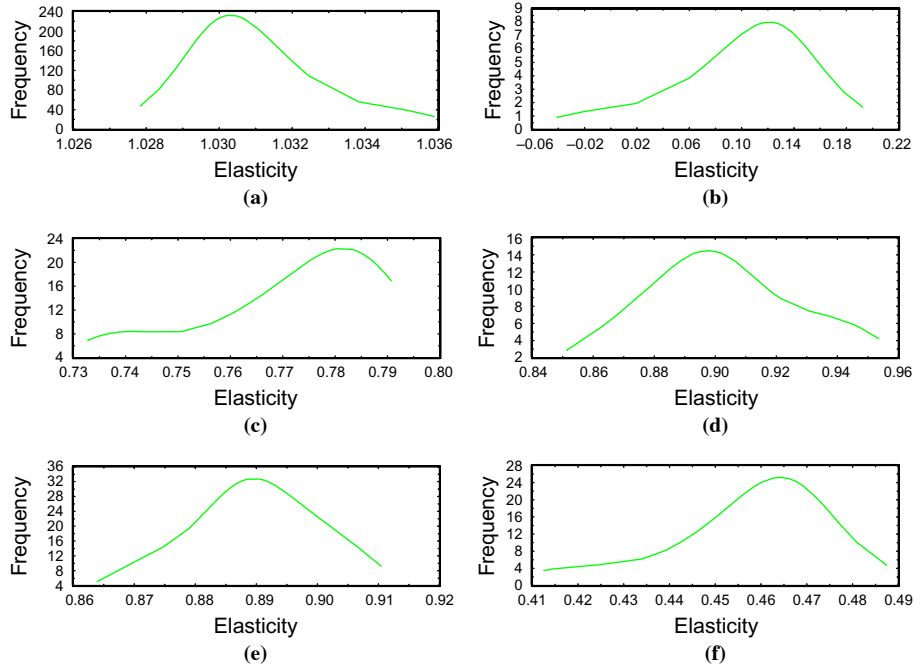 Frequency
240
200
160
120
80
40
0
1.026 1.028 1.030 1.032 1.034 1.036
Elasticity
(a)
Frequency
9
8
7
6
4
3
2
1
0
–0.06 –0.02 0.02 0.06 0.10 0.14 0.18 0.22
Elasticity
(b)
Frequency
24
20
16
12
8
4
0.73 0.74 0.75 0.76 0.77 0.78 0.79 0.80
Elasticity
(c)
Frequency
16
14
12
10
8
6
4
2
0.84 0.86 0.88 0.90 0.92 0.94 0.96
Elasticity
(d)
Frequency
36
32
28
24
20
16
12
8
4
0.86 0.87 0.88 0.89 0.90 0.91 0.92
Elasticity
(e)
Frequency
28
24
20
16
12
8
4
0
0.41 0.42 0.43 0.44 0.45 0.46 0.47 0.48 0.49
Elasticity
(f)